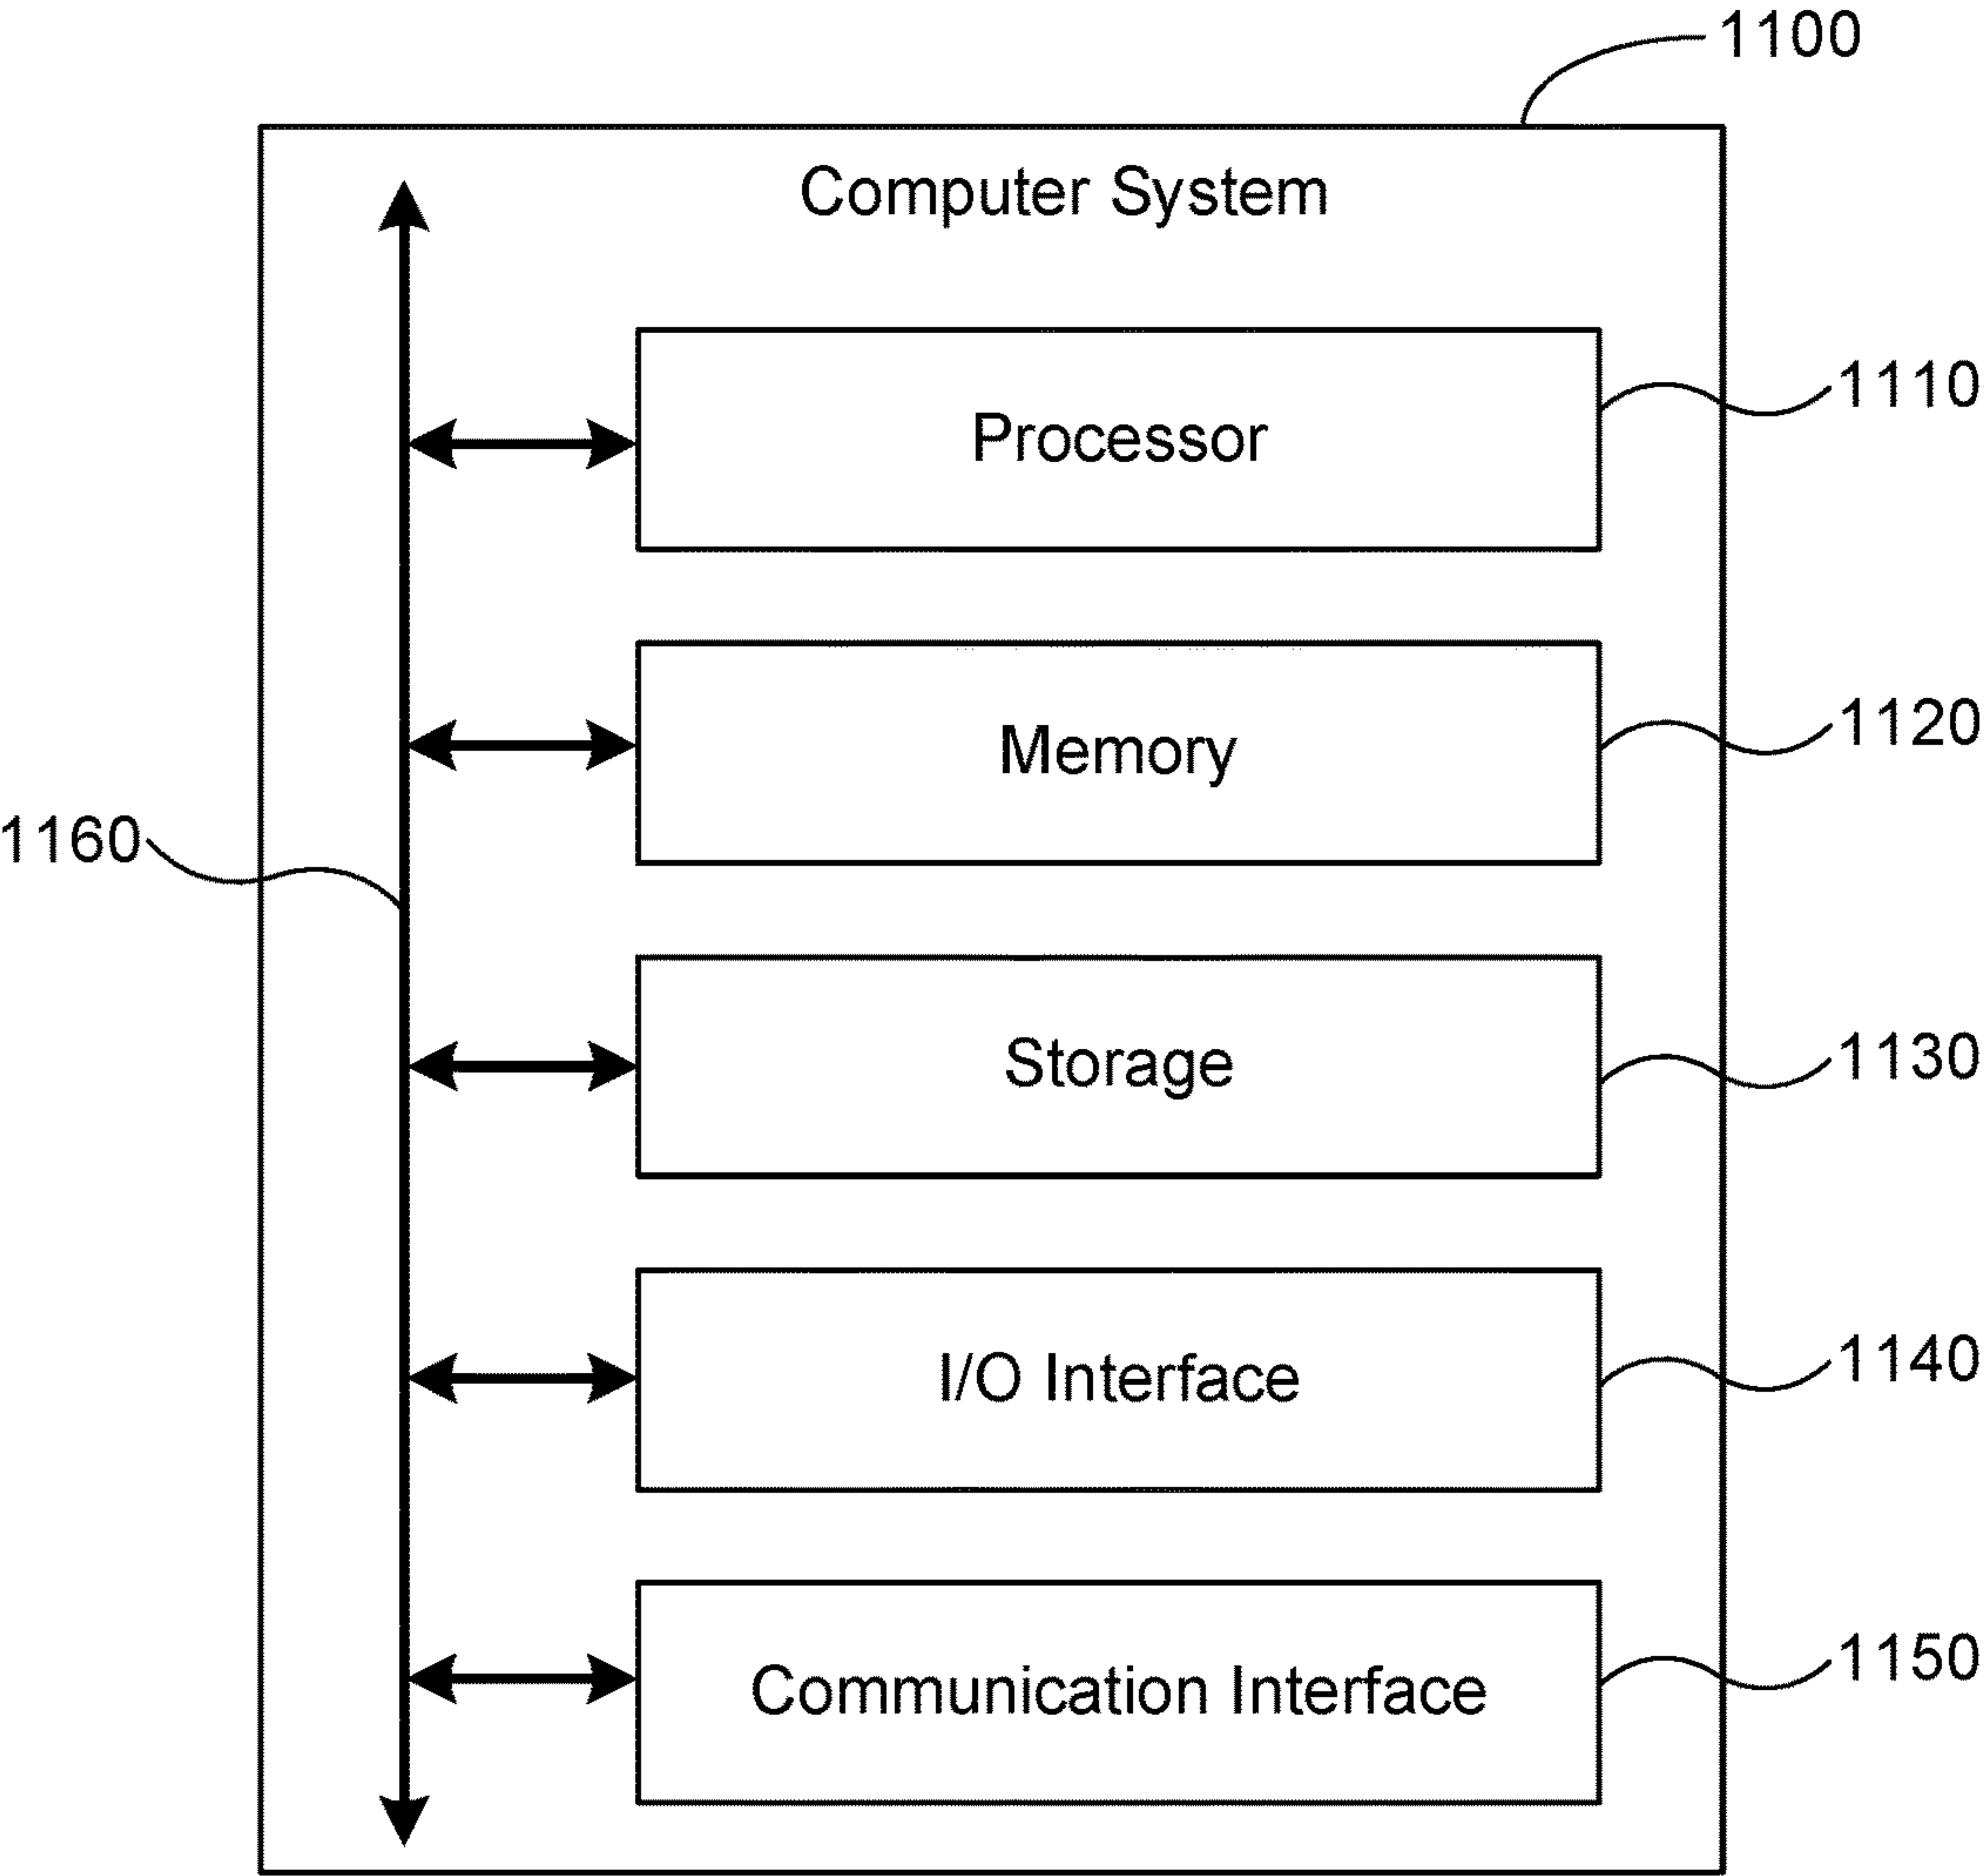 1100
Computer System
Processor
1110
Memory
1120
1160
Storage
1130
I/O Interface
1140
Communication Interface
1150